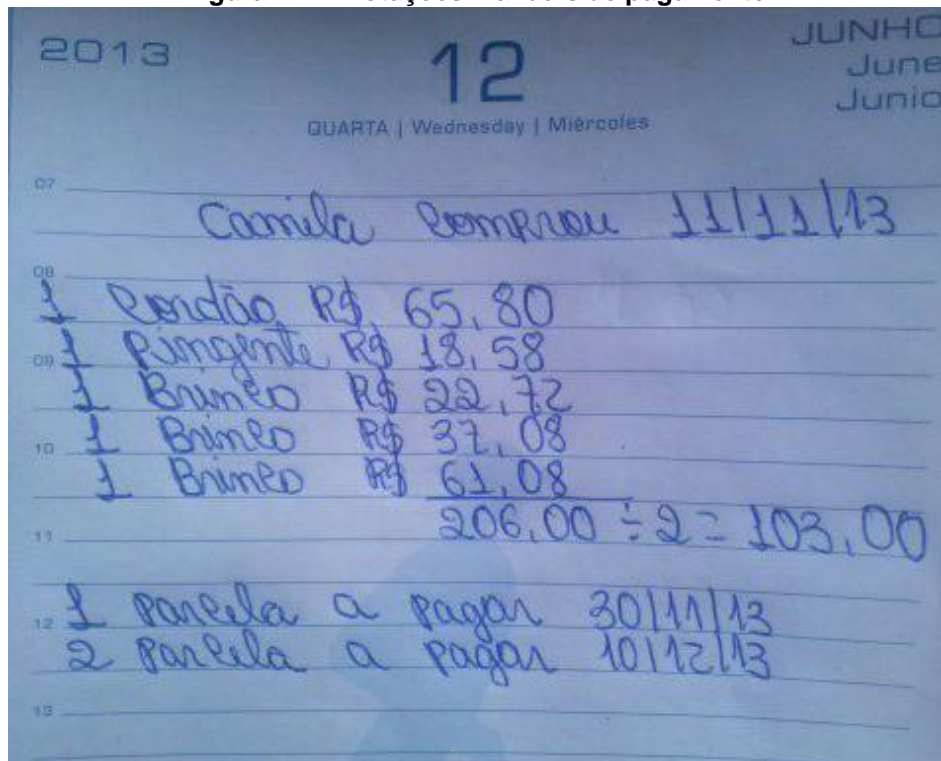 2013
12
JUNHO
June
Junio
QUARTA | Wednesday | Miércoles
07
Camila Comprou 11/11/13
08
1 Cordão R$ 65,80
09
1 Pingente R$ 18,58
1 Brinco R$ 22,72
10
1 Brinco R$ 37,08
1 Brinco R$ 61,08
206,00 ÷ 2 = 103,00
11
12
1 Parcela a pagar 30/11/13
2 Parcela a pagar 10/12/13
13